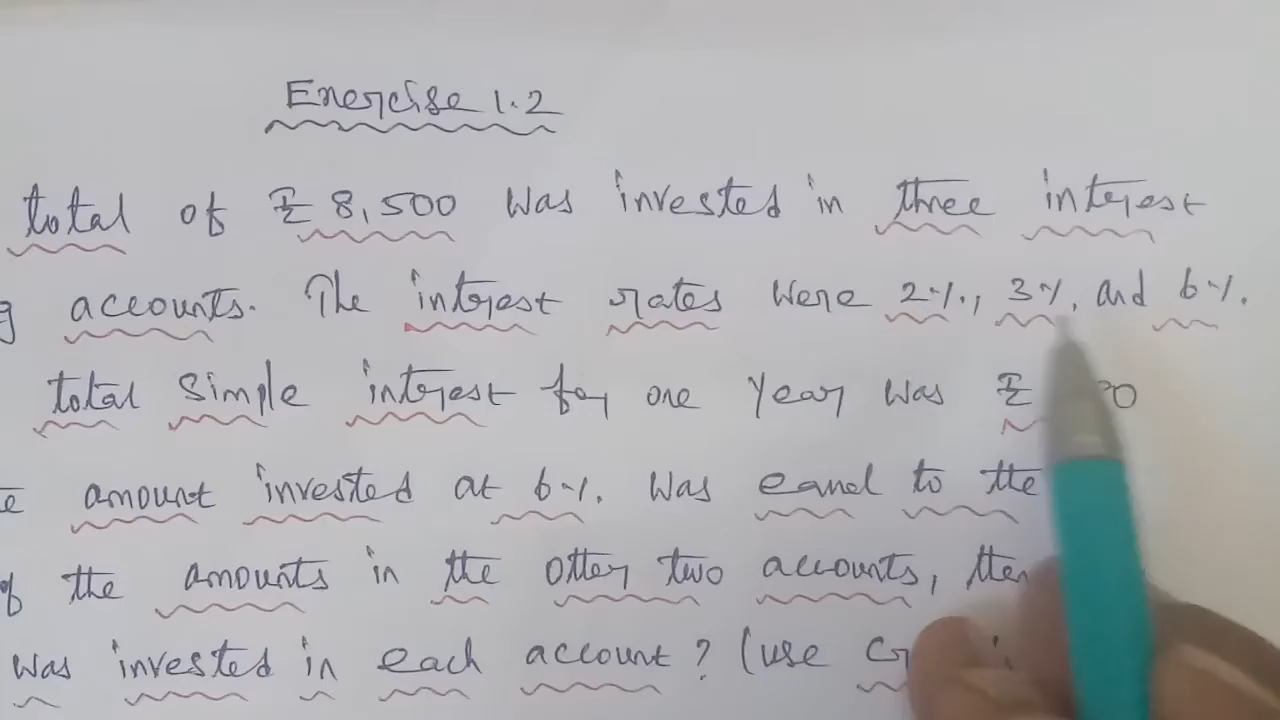 Exercise 1.2
total of ₹ 8,500 was invested in three interest
g accounts. The interest rates were 2%, 3%, and 6%.
total simple interest for one year was ₹
amount invested at 6%. was equal to the
of the amounts in the other two accounts, then
was invested in each account? (use